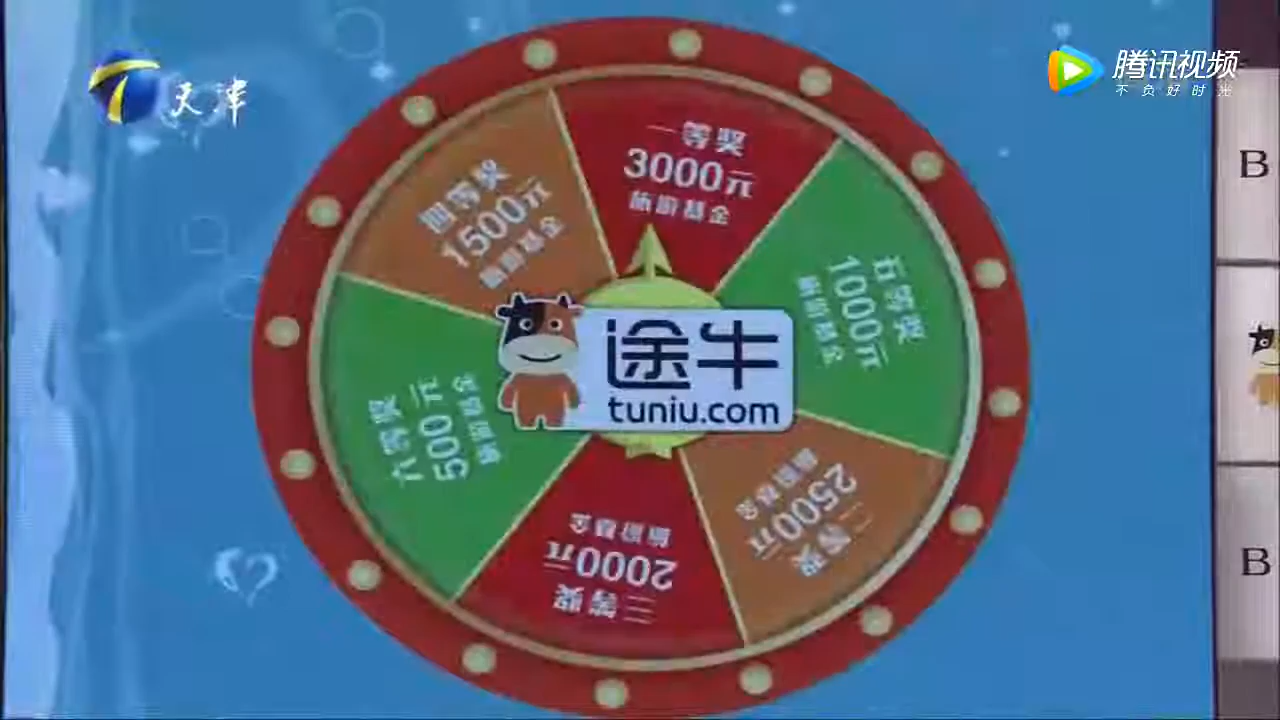 天津
腾讯视频
不负好时光
一等奖
3000元
旅游基金
五等奖
1000元
旅游基金
二等奖
2500元
旅游基金
三等奖
2000元
旅游基金
六等奖
500元
旅游基金
四等奖
1500元
旅游基金
途牛
tuniu.com
B
B